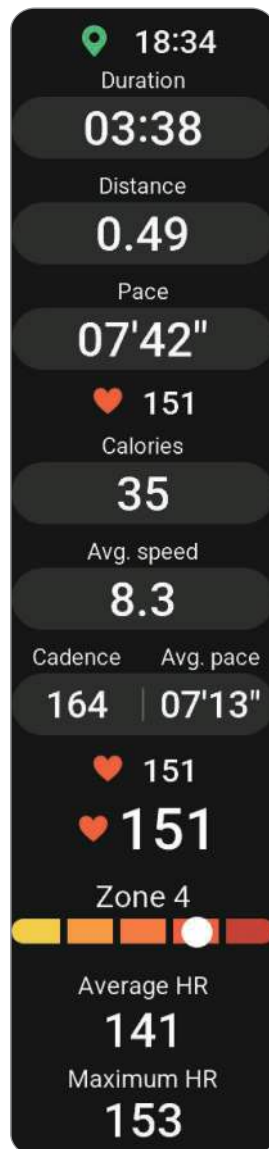 18:34
Duration
03:38
Distance
0.49
Pace
07'42"
151
Calories
35
Avg. speed
8.3
Cadence Avg. pace
164 07'13"
151
151
Zone 4
Average HR
141
Maximum HR
153